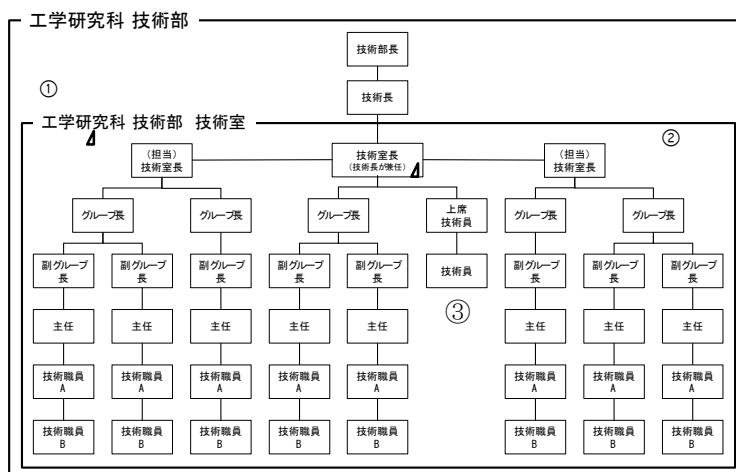 工学研究科 技術部
技術部長
①
技術長
工学研究科 技術部 技術室
②
(担当)
技術室長
技術室長
(技術長が兼任)
(担当)
技術室長
グループ長
グループ長
グループ長
上席
技術員
グループ長
グループ長
副グループ
長
副グループ
長
副グループ
長
副グループ
長
副グループ
長
技術員
副グループ
長
副グループ
長
副グループ
長
③
主任
主任
主任
主任
主任
主任
主任
主任
技術職員
A
技術職員
A
技術職員
A
技術職員
A
技術職員
A
技術職員
A
技術職員
A
技術職員
A
技術職員
B
技術職員
B
技術職員
B
技術職員
B
技術職員
B
技術職員
B
技術職員
B
技術職員
B